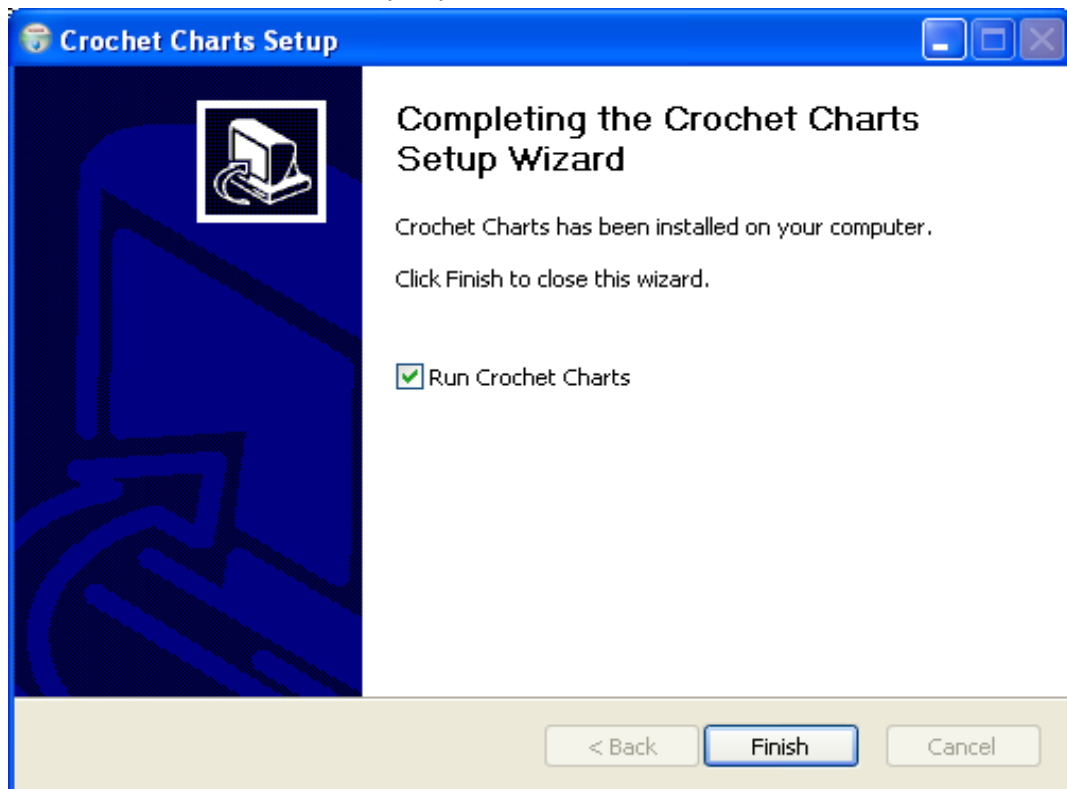 Crochet Charts Setup
Completing the Crochet Charts
Setup Wizard
Crochet Charts has been installed on your computer.
Click Finish to close this wizard.
Run Crochet Charts
< Back
Finish
Cancel